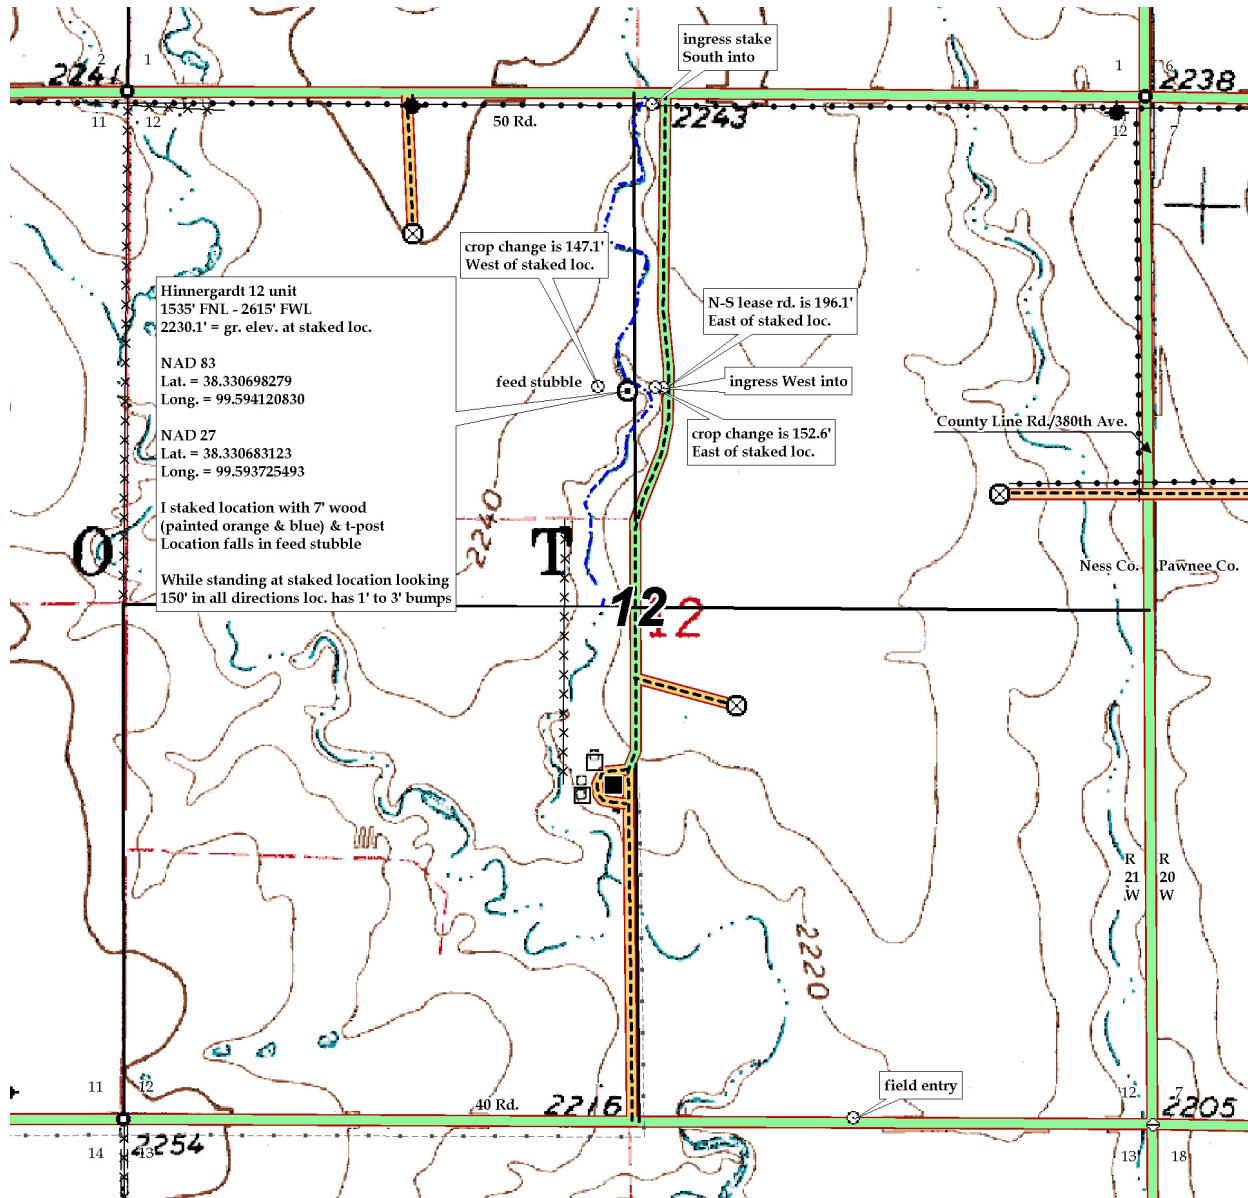 ingress stake
South into
2
1
1
6
2241
2238
11
12
50 Rd.
2243
12
7
crop change is 147.1'
West of staked loc.
Hinnergardt 12 unit
1535' FNL - 2615' FWL
2230.1' = gr. elev. at staked loc.
NAD 83
Lat. = 38.330698279
Long. = 99.594120830
NAD 27
Lat. = 38.330683123
Long. = 99.593725493
I staked location with 7' wood
(painted orange & blue) & t-post
Location falls in feed stubble
While standing at staked location looking
150' in all directions loc. has 1' to 3' bumps
N-S lease rd. is 196.1'
East of staked loc.
feed stubble
ingress West into
crop change is 152.6'
East of staked loc.
County Line Rd./380th Ave.
2240
O
T
Ness Co.
Pawnee Co.
12
12
R
21
W
R
20
W
2220
11
12
field entry
12
7
40 Rd.
2216
2205
2254
14
13
13
18